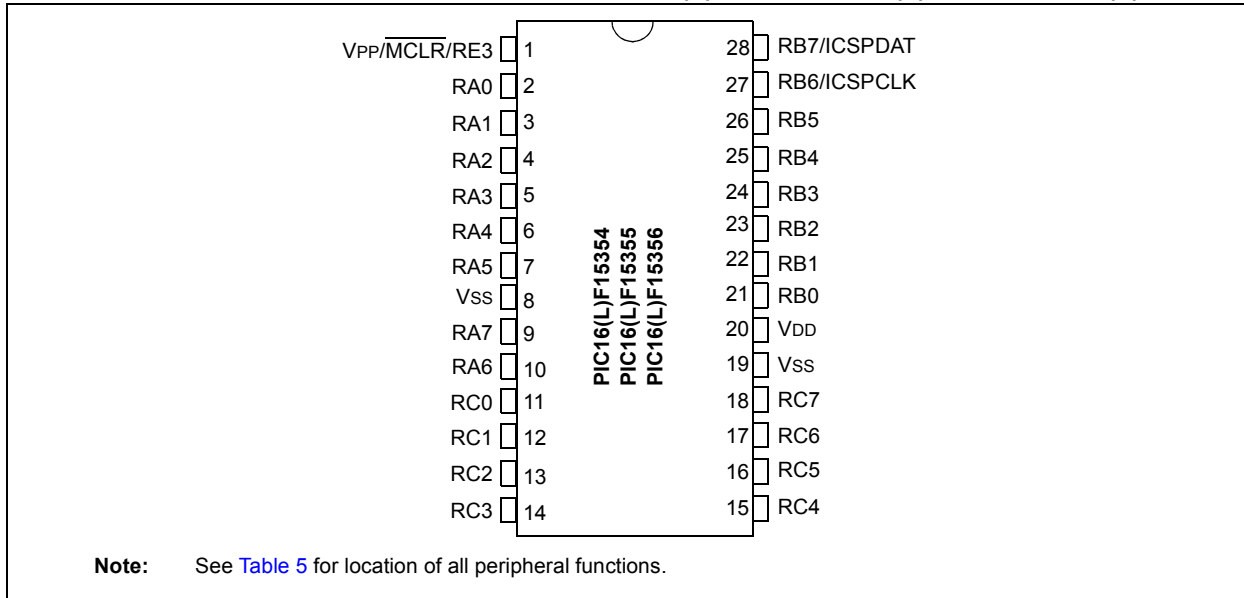 VPP/MCLR/RE3 1
RA0 2
RA1 3
RA2 4
RA3 5
RA4 6
RA5 7
VSS 8
RA7 9
RA6 10
RC0 11
RC1 12
RC2 13
RC3 14
PIC16(L)F15354
PIC16(L)F15355
PIC16(L)F15356
28 RB7/ICSPDAT
27 RB6/ICSPCLK
26 RB5
25 RB4
24 RB3
23 RB2
22 RB1
21 RB0
20 VDD
19 VSS
18 RC7
17 RC6
16 RC5
15 RC4
Note: See Table 5 for location of all peripheral functions.